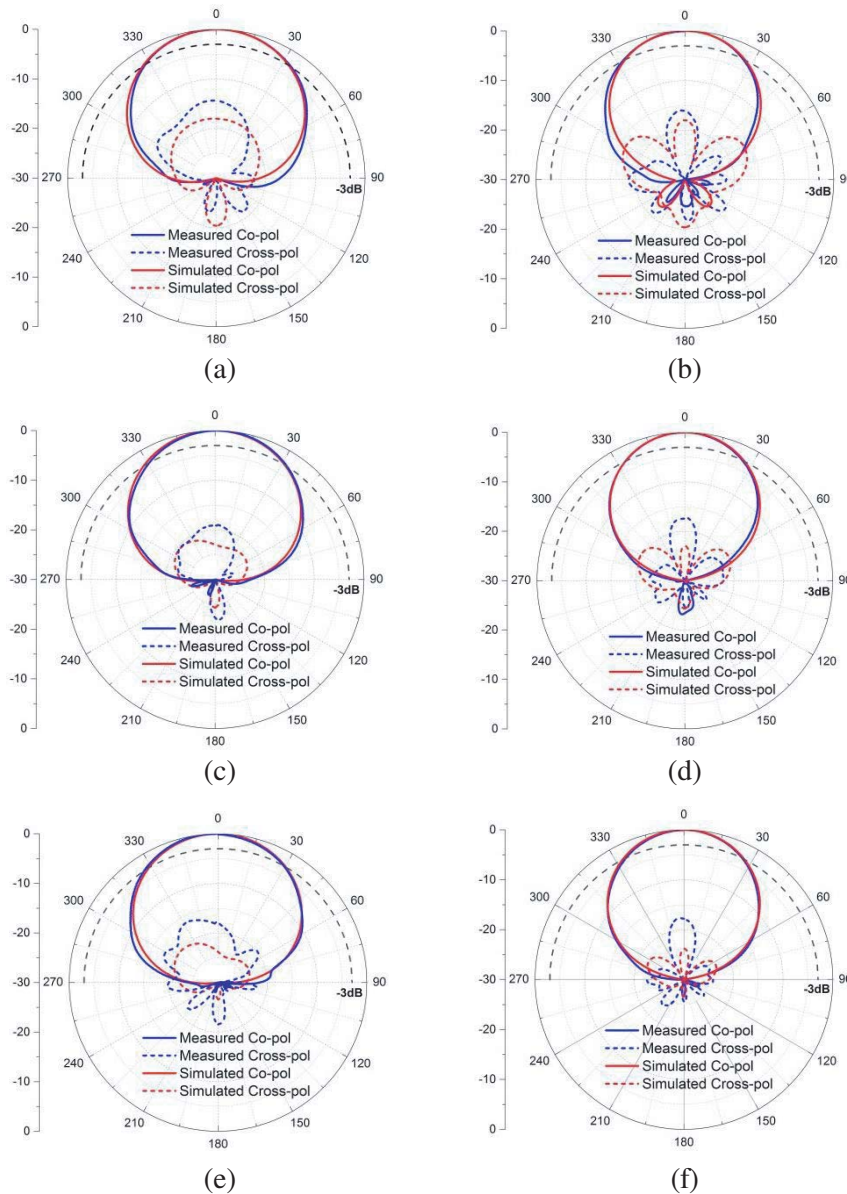 0
0 330 30
-10 300 60
-20
-30 270 90
-3dB
-20 Measured Co-pol
Measured Cross-pol
240 120
-10 Simulated Co-pol
Simulated Cross-pol
210 150
0
180
(a)
0
0 330 30
-10 300 60
-20
-30 270 90
-3dB
-20 Measured Co-pol
Measured Cross-pol
240 120
-10 Simulated Co-pol
Simulated Cross-pol
210 150
0
180
(b)
0
0 330 30
-10 300 60
-20
-30 270 90
-3dB
-20 Measured Co-pol
Measured Cross-pol
240 120
-10 Simulated Co-pol
Simulated Cross-pol
210 150
0
180
(c)
0
0 330 30
-10 300 60
-20
-30 270 90
-3dB
-20 Measured Co-pol
Measured Cross-pol
240 120
-10 Simulated Co-pol
Simulated Cross-pol
210 150
0
180
(d)
0
0 330 30
-10 300 60
-20
-30 270 90
-3dB
-20 Measured Co-pol
Measured Cross-pol
240 120
-10 Simulated Co-pol
Simulated Cross-pol
210 150
0
180
(e)
0
0 330 30
-10 300 60
-20
-30 270 90
-3dB
-20 Measured Co-pol
Measured Cross-pol
240 120
-10 Simulated Co-pol
Simulated Cross-pol
210 150
0
180
(f)